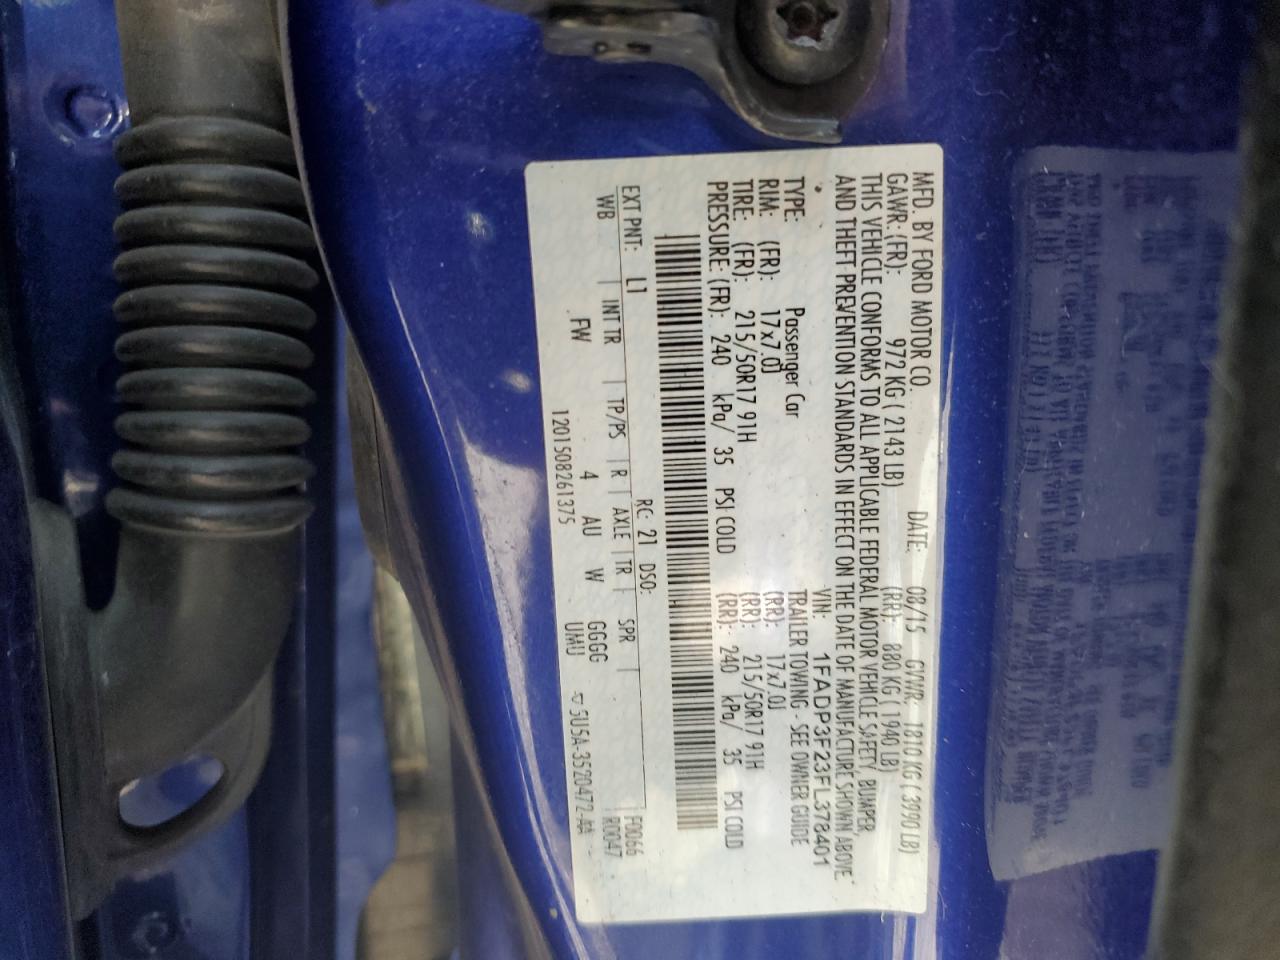 MFD. BY FORD MOTOR CO. DATE: 08/15 GVWR: 1810 KG ( 3990 LB)
GAWR: (FR): 972 KG ( 2143 LB) (RR): 880 KG ( 1940 LB)
THIS VEHICLE CONFORMS TO ALL APPLICABLE FEDERAL MOTOR VEHICLE SAFETY, BUMPER,
AND THEFT PREVENTION STANDARDS IN EFFECT ON THE DATE OF MANUFACTURE SHOWN ABOVE.
VIN: 1FADP3F23FL378401
TYPE: Passenger Car TRAILER TOWING - SEE OWNER GUIDE
RIM: (FR): 17x7.0J (RR): 17x7.0J
TIRE: (FR): 215/50R17 91H (RR): 215/50R17 91H
PRESSURE: (FR): 240 kPa/ 35 PSI COLD (RR): 240 kPa/ 35 PSI COLD
EXT PNT: L1 RC: 21 DSO: F0066
WB | INT TR | TP/PS | R | AXLE | TR | SPR | R0047
FW 4 AU W GGGG
1201508261375 UMU 5U5A-3520472-AA